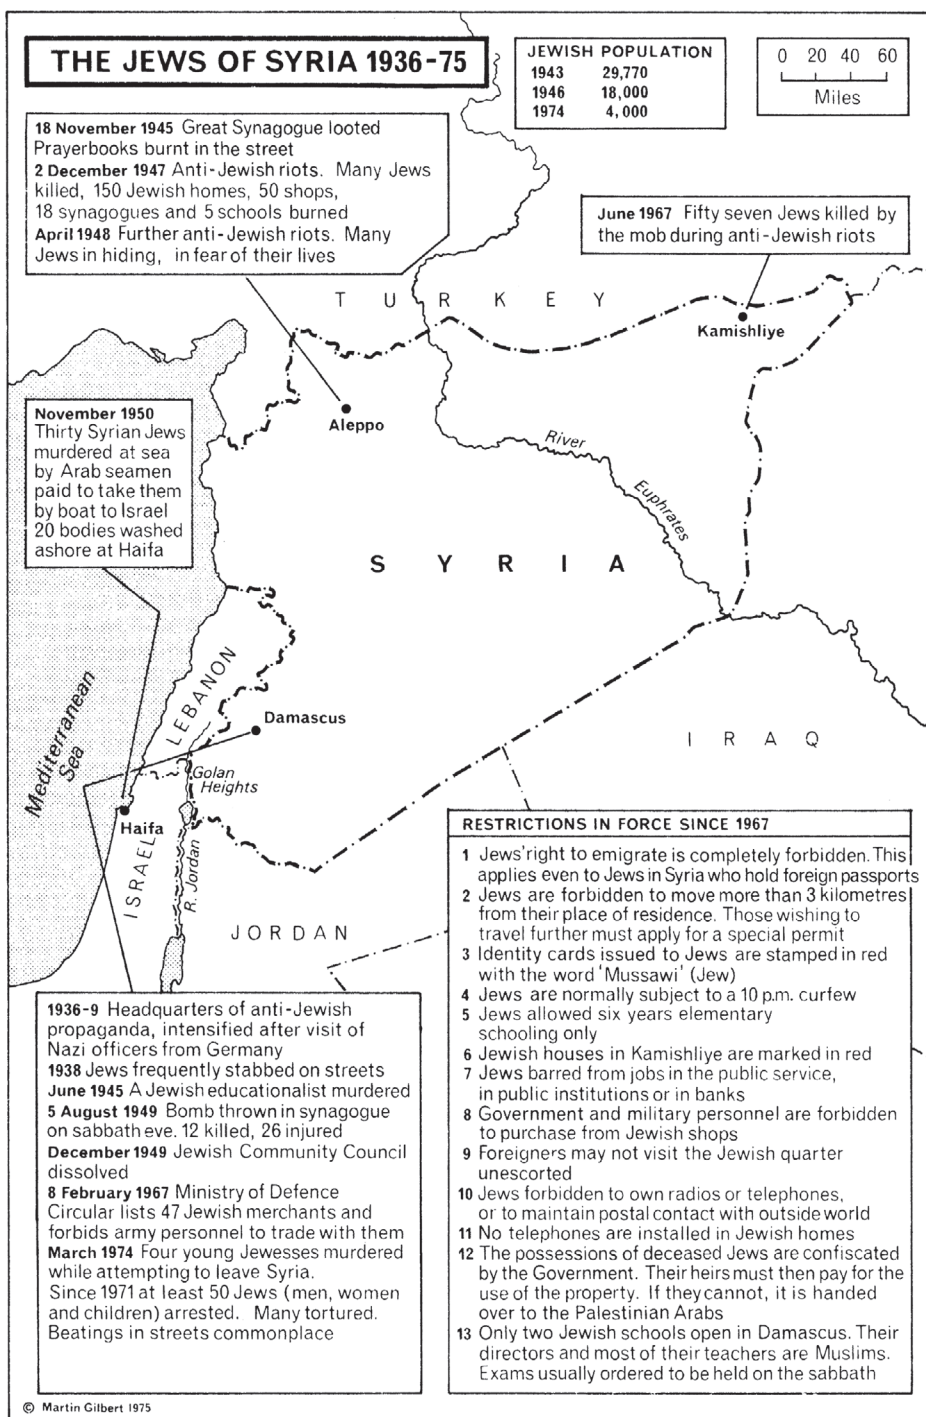 THE JEWS OF SYRIA 1936-75
JEWISH POPULATION
1943 29,770
1946 18,000
1974 4,000
0 20 40 60
Miles
18 November 1945 Great Synagogue looted
Prayerbooks burnt in the street
2 December 1947 Anti-Jewish riots. Many Jews
killed, 150 Jewish homes, 50 shops,
18 synagogues and 5 schools burned
April 1948 Further anti-Jewish riots. Many
Jews in hiding, in fear of their lives
June 1967 Fifty seven Jews killed by
the mob during anti-Jewish riots
TURKEY
Kamishliye
Aleppo
November 1950
Thirty Syrian Jews
murdered at sea
by Arab seamen
paid to take them
by boat to Israel
20 bodies washed
ashore at Haifa
River
Euphrates
SYRIA
Mediterranean
Sea
LEBANON
Damascus
IRAQ
Golan
Heights
Haifa
ISRAEL
R. Jordan
JORDAN
RESTRICTIONS IN FORCE SINCE 1967
1 Jews' right to emigrate is completely forbidden. This
applies even to Jews in Syria who hold foreign passports
2 Jews are forbidden to move more than 3 kilometres
from their place of residence. Those wishing to
travel further must apply for a special permit
3 Identity cards issued to Jews are stamped in red
with the word 'Mussawi' (Jew)
4 Jews are normally subject to a 10 p.m. curfew
5 Jews allowed six years elementary
schooling only
6 Jewish houses in Kamishliye are marked in red
7 Jews barred from jobs in the public service,
in public institutions or in banks
8 Government and military personnel are forbidden
to purchase from Jewish shops
9 Foreigners may not visit the Jewish quarter
unescorted
10 Jews forbidden to own radios or telephones,
or to maintain postal contact with outside world
11 No telephones are installed in Jewish homes
12 The possessions of deceased Jews are confiscated
by the Government. Their heirs must then pay for the
use of the property. If they cannot, it is handed
over to the Palestinian Arabs
13 Only two Jewish schools open in Damascus. Their
directors and most of their teachers are Muslims.
Exams usually ordered to be held on the sabbath
1936-9 Headquarters of anti-Jewish
propaganda, intensified after visit of
Nazi officers from Germany
1938 Jews frequently stabbed on streets
June 1945 A Jewish educationalist murdered
5 August 1949 Bomb thrown in synagogue
on sabbath eve. 12 killed, 26 injured
December 1949 Jewish Community Council
dissolved
8 February 1967 Ministry of Defence
Circular lists 47 Jewish merchants and
forbids army personnel to trade with them
March 1974 Four young Jewesses murdered
while attempting to leave Syria.
Since 1971 at least 50 Jews (men, women
and children) arrested. Many tortured.
Beatings in streets commonplace
© Martin Gilbert 1975